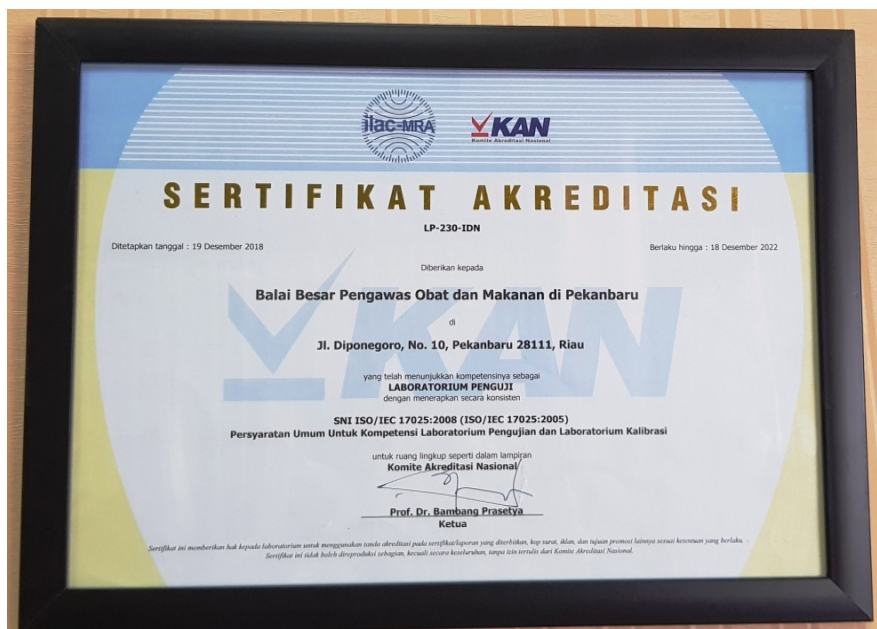 ilac-MRA
KAN
Komite Akreditasi Nasional
SERTIFIKAT AKREDITASI
LP-230-IDN
Ditetapkan tanggal : 19 Desember 2018
Berlaku hingga : 18 Desember 2022
Diberikan kepada
Balai Besar Pengawas Obat dan Makanan di Pekanbaru
di
Jl. Diponegoro, No. 10, Pekanbaru 28111, Riau
yang telah menunjukkan kompetensinya sebagai
LABORATORIUM PENGUJI
dengan menerapkan secara konsisten
SNI ISO/IEC 17025:2008 (ISO/IEC 17025:2005)
Persyaratan Umum Untuk Kompetensi Laboratorium Pengujian dan Laboratorium Kalibrasi
untuk ruang lingkup seperti dalam lampiran
Komite Akreditasi Nasional
Prof. Dr. Bambang Prasetya
Ketua
Sertifikat ini memberikan hak kepada laboratorium untuk menggunakan tanda akreditasi pada sertifikat/laporan yang diterbitkan, kop surat, iklan, dan tujuan promosi lainnya sesuai ketentuan yang berlaku.
Sertifikat ini tidak boleh direproduksi sebagian, kecuali secara keseluruhan, tanpa izin tertulis dari Komite Akreditasi Nasional.
KAN